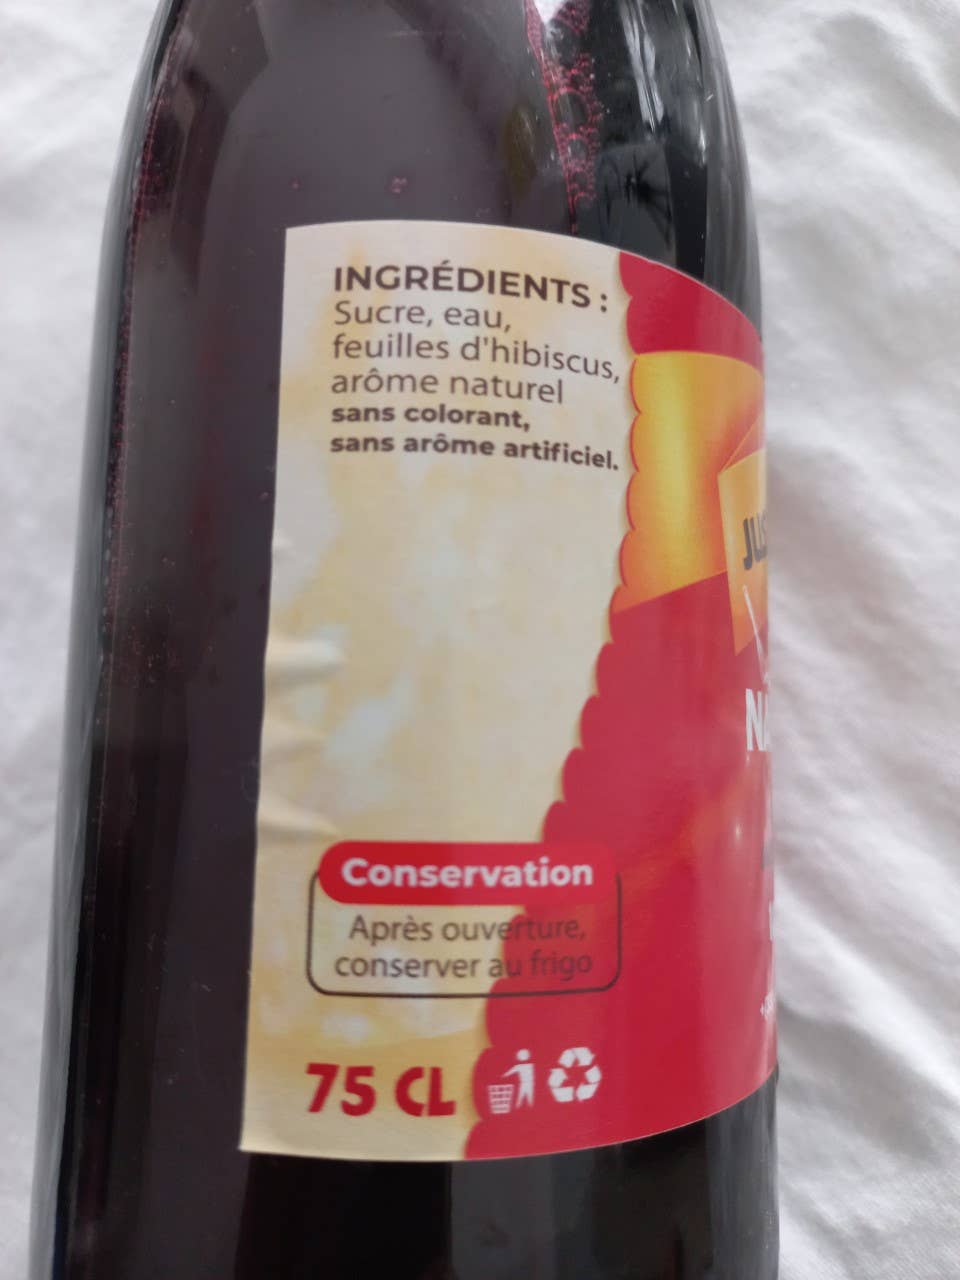 INGRÉDIENTS :
Sucre, eau,
feuilles d'hibiscus,
arôme naturel
sans colorant,
sans arôme artificiel.
Conservation
Après ouverture,
conserver au frigo
75 CL